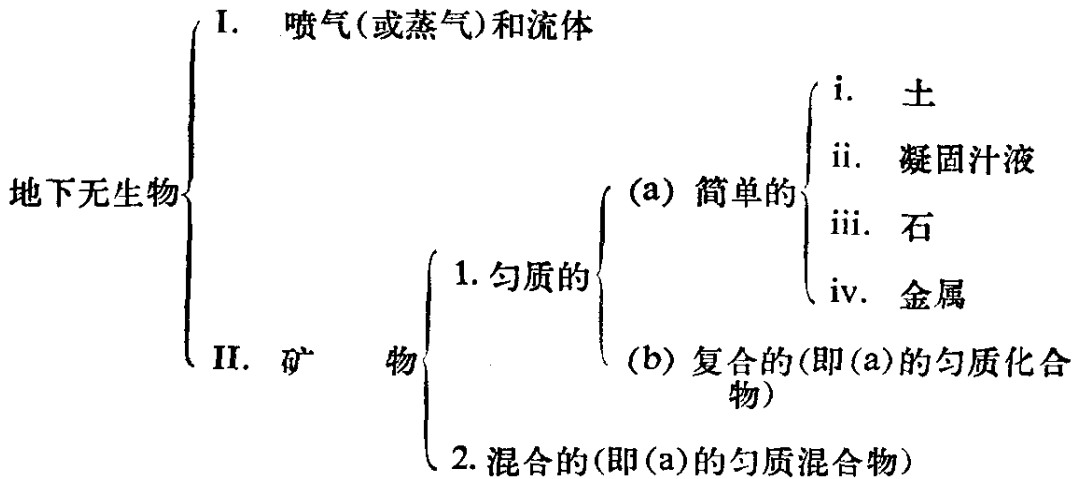 I. 喷气(或蒸气)和流体
i. 土
ii. 凝固汁液
地下无生物
(a) 简单的
iii. 石
1. 匀质的
iv. 金属
II. 矿 物
(b) 复合的(即(a)的匀质化合
物)
2. 混合的(即(a)的匀质混合物)